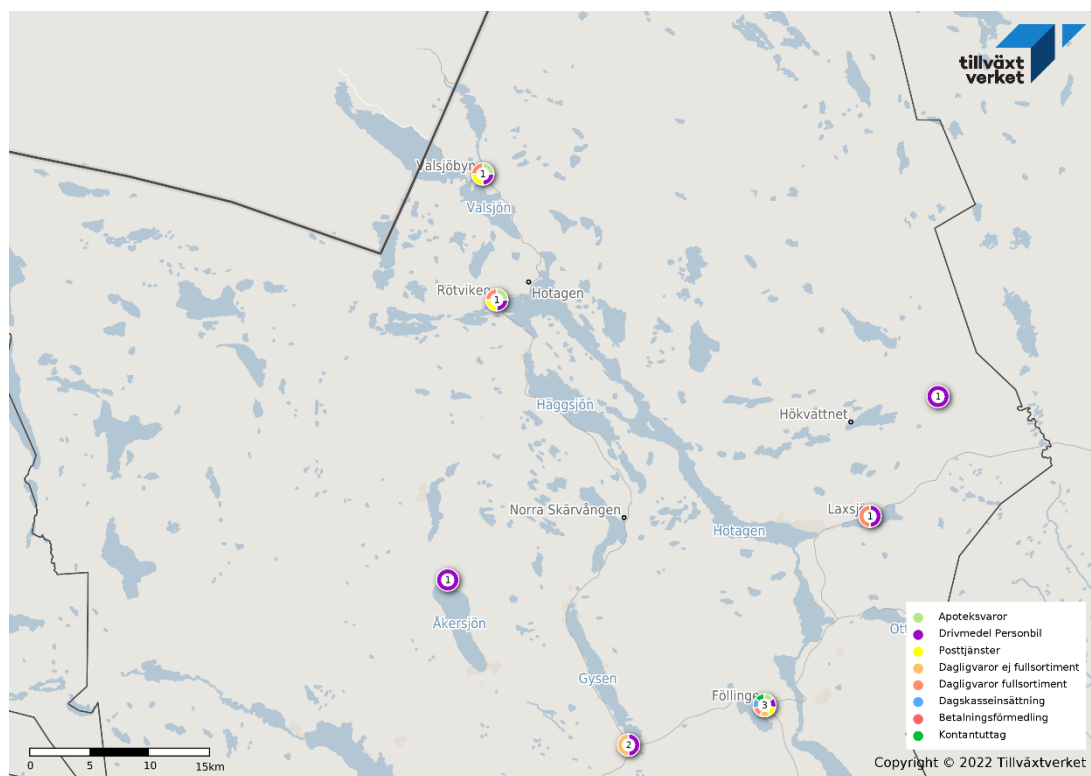 tillväxt
verket
Valsjöbyn
1
Valsjön
Rötviken
1
Hotagen
Häggsjön
1
Hökvattnet
Norra Skärvången
Laxsjö
1
Hotagen
1
Åkersjön
Gysen
Föllinge
3
2
Ott
Apoteksvaror
Drivmedel Personbil
Posttjänster
Dagligvaror ej fullsortiment
Dagligvaror fullsortiment
Dagskasseinsättning
Betalningsförmedling
Kontantuttag
0 5 10 15km
Copyright © 2022 Tillväxtverket